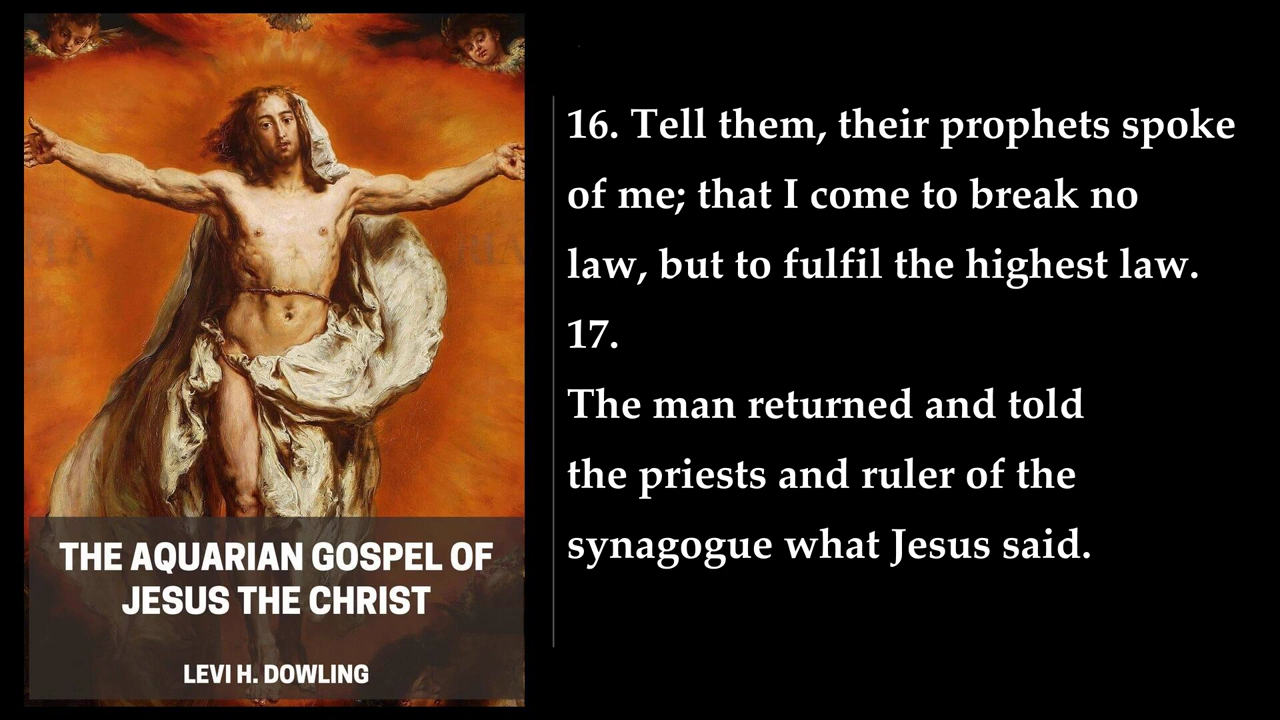 THE AQUARIAN GOSPEL OF
JESUS THE CHRIST
LEVI H. DOWLING
16. Tell them, their prophets spoke
of me; that I come to break no
law, but to fulfil the highest law.
17.
The man returned and told
the priests and ruler of the
synagogue what Jesus said.